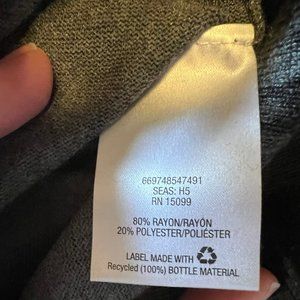 669748547491
SEAS: H5
RN 15099
80% RAYON/RAYÓN
20% POLYESTER/POLIÉSTER
LABEL MADE WITH
Recycled (100%) BOTTLE MATERIAL